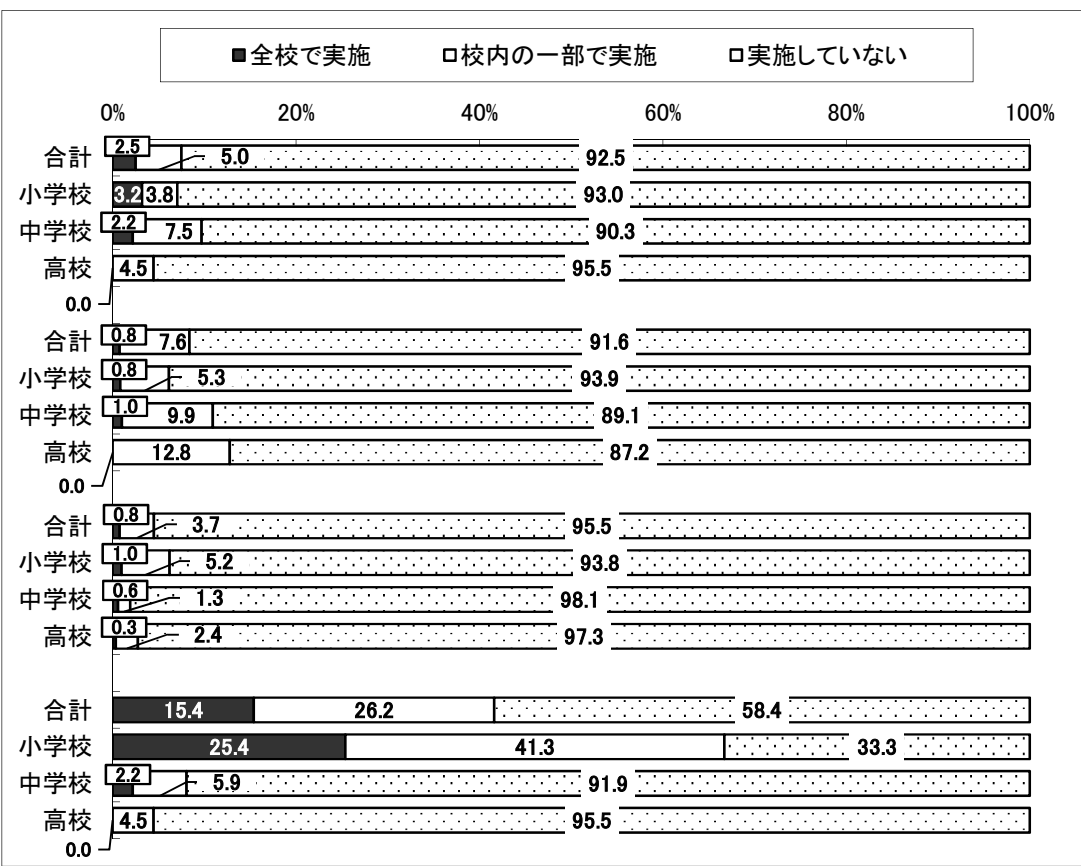 ■全校で実施 □校内の一部で実施 □実施していない
0% 20% 40% 60% 80% 100%
合計 2.5 5.0 92.5
小学校 3.2 3.8 93.0
中学校 2.2 7.5 90.3
高校 4.5 95.5
0.0
合計 0.8 7.6 91.6
小学校 0.8 5.3 93.9
中学校 1.0 9.9 89.1
高校 12.8 87.2
0.0
合計 0.8 3.7 95.5
小学校 1.0 5.2 93.8
中学校 0.6 1.3 98.1
高校 0.3 2.4 97.3
合計 15.4 26.2 58.4
小学校 25.4 41.3 33.3
中学校 2.2 5.9 91.9
高校 4.5 95.5
0.0